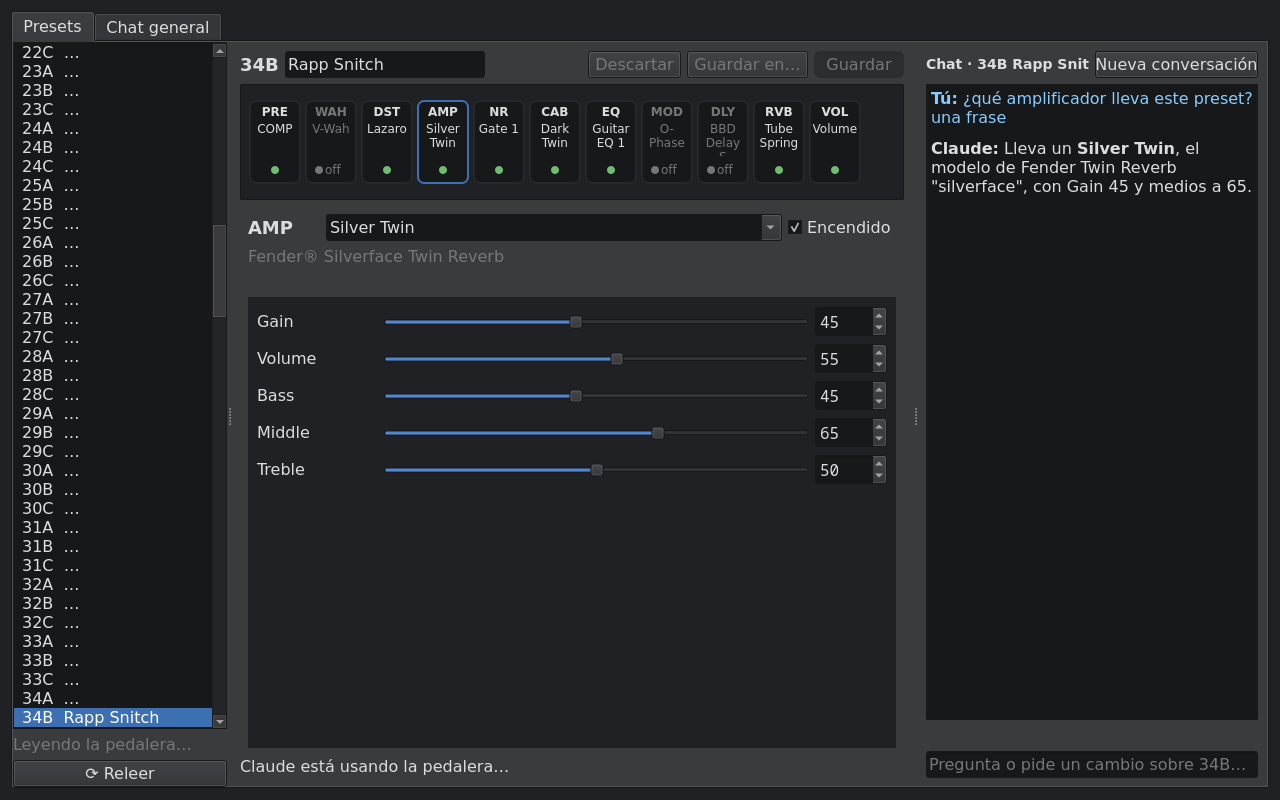 Presets
Chat general
22C ...
23A ...
23B ...
23C ...
24A ...
24B ...
24C ...
25A ...
25B ...
25C ...
26A ...
26B ...
26C ...
27A ...
27B ...
27C ...
28A ...
28B ...
28C ...
29A ...
29B ...
29C ...
30A ...
30B ...
30C ...
31A ...
31B ...
31C ...
32A ...
32B ...
32C ...
33A ...
33B ...
33C ...
34A ...
34B Rapp Snitch
Leyendo la pedalera...
⟳ Releer
34B Rapp Snitch
Descartar
Guardar en...
Guardar
PRE
COMP
WAH
V-Wah
off
DST
Lazaro
AMP
Silver
Twin
NR
Gate 1
CAB
Dark
Twin
EQ
Guitar
EQ 1
MOD
O-
Phase
off
DLY
BBD
Delay
S
off
RVB
Tube
Spring
VOL
Volume
AMP
Silver Twin
Encendido
Fender® Silverface Twin Reverb
Gain 45
Volume 55
Bass 45
Middle 65
Treble 50
Claude está usando la pedalera...
Chat · 34B Rapp Snit
Nueva conversación
Tú: ¿qué amplificador lleva este preset?
una frase
Claude: Lleva un Silver Twin, el
modelo de Fender Twin Reverb
"silverface", con Gain 45 y medios a 65.
Pregunta o pide un cambio sobre 34B...